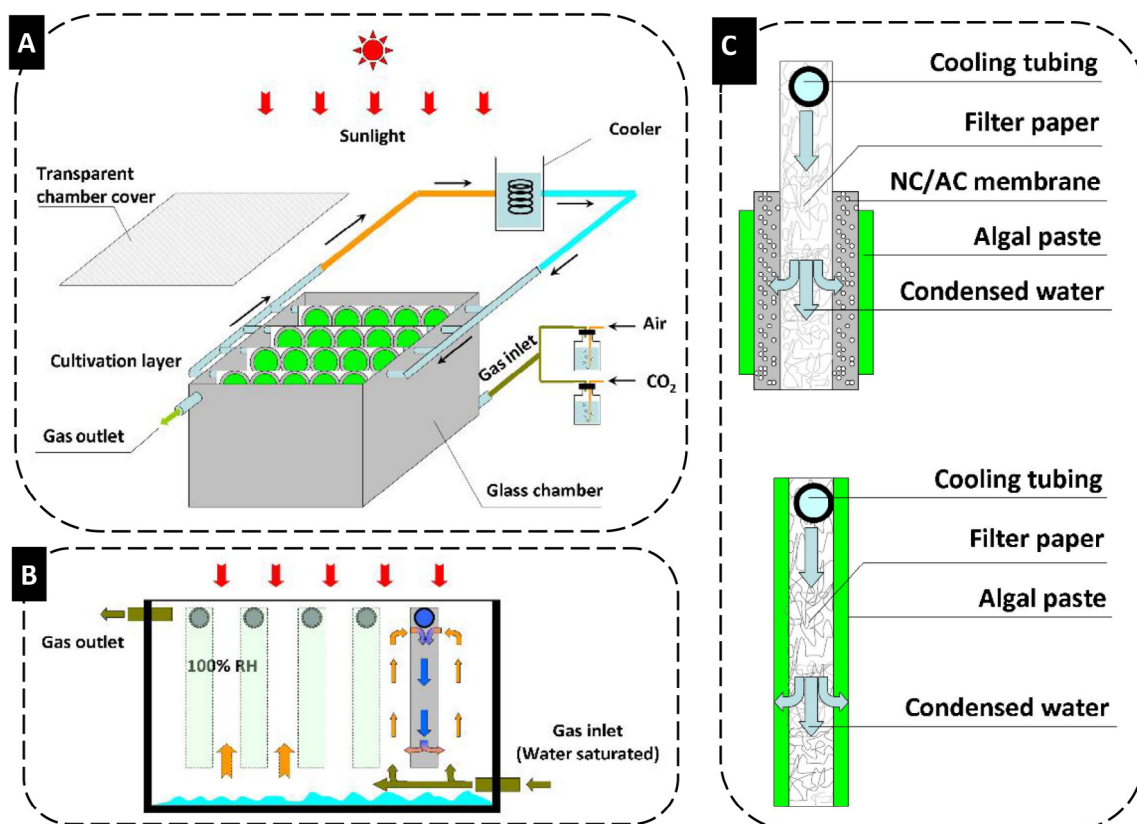 A
Sunlight
Cooler
Transparent
chamber cover
Cultivation layer
Gas inlet
Air
CO₂
Gas outlet
Glass chamber
B
Gas outlet
100% RH
Gas inlet
(Water saturated)
C
Cooling tubing
Filter paper
NC/AC membrane
Algal paste
Condensed water
Cooling tubing
Filter paper
Algal paste
Condensed water